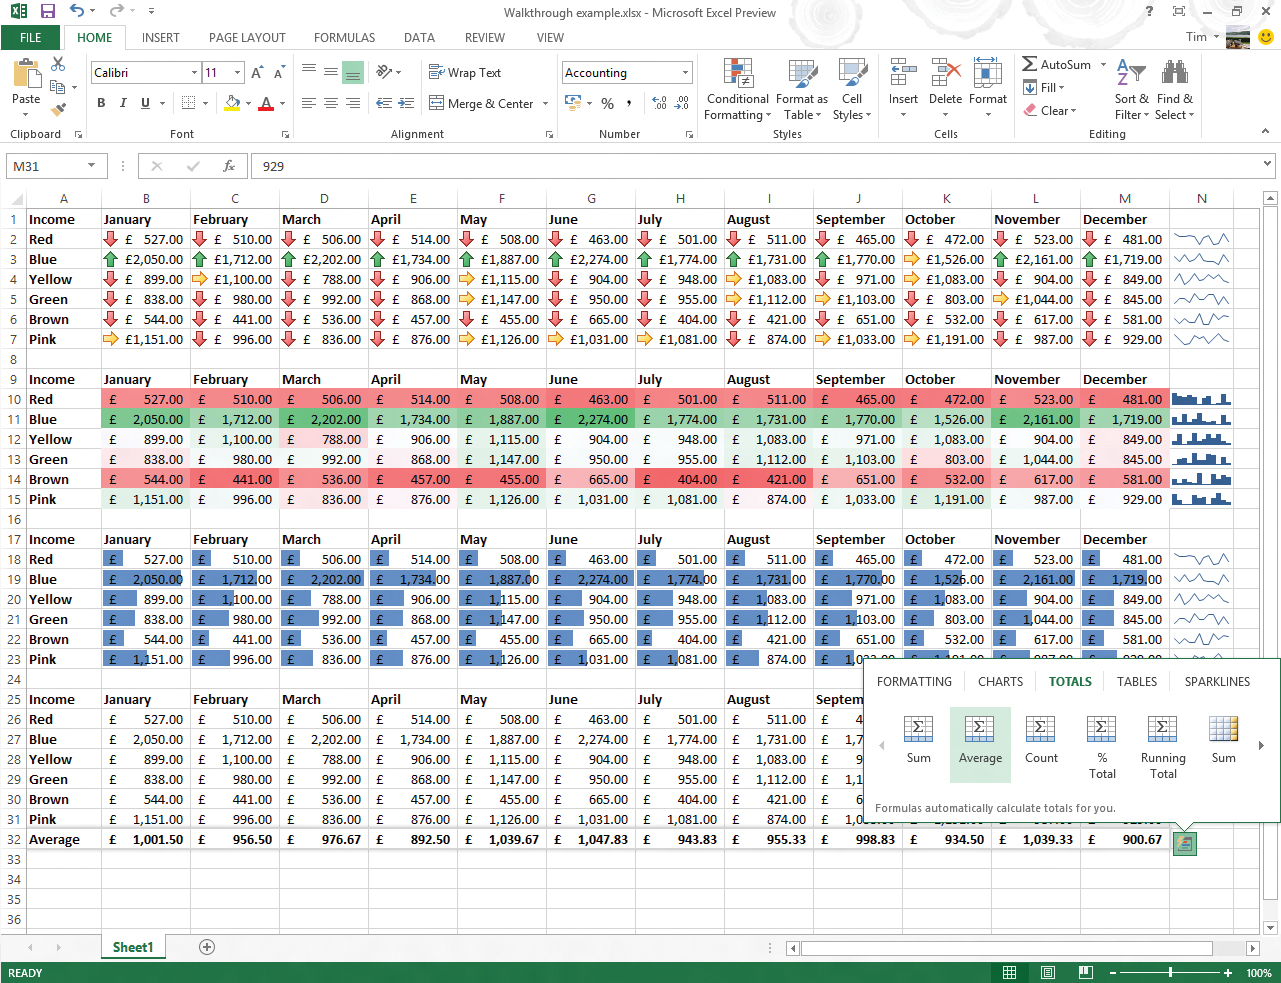 Walkthrough example.xlsx - Microsoft Excel Preview
?
FILE HOME INSERT PAGE LAYOUT FORMULAS DATA REVIEW VIEW Tim
Calibri 11 Wrap Text Accounting AutoSum
Paste B I U Merge & Center % , Conditional Formatting Format as Table Cell Styles Insert Delete Format Fill Clear Sort & Filter Find & Select
Clipboard Font Alignment Number Styles Cells Editing
M31 fx 929
A B C D E F G H I J K L M N
1 Income January February March April May June July August September October November December
2 Red £ 527.00 £ 510.00 £ 506.00 £ 514.00 £ 508.00 £ 463.00 £ 501.00 £ 511.00 £ 465.00 £ 472.00 £ 523.00 £ 481.00
3 Blue £2,050.00 £1,712.00 £2,202.00 £1,734.00 £1,887.00 £2,274.00 £1,774.00 £1,731.00 £1,770.00 £1,526.00 £2,161.00 £1,719.00
4 Yellow £ 899.00 £1,100.00 £ 788.00 £ 906.00 £1,115.00 £ 904.00 £ 948.00 £1,083.00 £ 971.00 £1,083.00 £ 904.00 £ 849.00
5 Green £ 838.00 £ 980.00 £ 992.00 £ 868.00 £1,147.00 £ 950.00 £ 955.00 £1,112.00 £1,103.00 £ 803.00 £1,044.00 £ 845.00
6 Brown £ 544.00 £ 441.00 £ 536.00 £ 457.00 £ 455.00 £ 665.00 £ 404.00 £ 421.00 £ 651.00 £ 532.00 £ 617.00 £ 581.00
7 Pink £1,151.00 £ 996.00 £ 836.00 £ 876.00 £1,126.00 £1,031.00 £1,081.00 £ 874.00 £1,033.00 £1,191.00 £ 987.00 £ 929.00
8
9 Income January February March April May June July August September October November December
10 Red £ 527.00 £ 510.00 £ 506.00 £ 514.00 £ 508.00 £ 463.00 £ 501.00 £ 511.00 £ 465.00 £ 472.00 £ 523.00 £ 481.00
11 Blue £ 2,050.00 £ 1,712.00 £ 2,202.00 £ 1,734.00 £ 1,887.00 £ 2,274.00 £ 1,774.00 £ 1,731.00 £ 1,770.00 £ 1,526.00 £ 2,161.00 £ 1,719.00
12 Yellow £ 899.00 £ 1,100.00 £ 788.00 £ 906.00 £ 1,115.00 £ 904.00 £ 948.00 £ 1,083.00 £ 971.00 £ 1,083.00 £ 904.00 £ 849.00
13 Green £ 838.00 £ 980.00 £ 992.00 £ 868.00 £ 1,147.00 £ 950.00 £ 955.00 £ 1,112.00 £ 1,103.00 £ 803.00 £ 1,044.00 £ 845.00
14 Brown £ 544.00 £ 441.00 £ 536.00 £ 457.00 £ 455.00 £ 665.00 £ 404.00 £ 421.00 £ 651.00 £ 532.00 £ 617.00 £ 581.00
15 Pink £ 1,151.00 £ 996.00 £ 836.00 £ 876.00 £ 1,126.00 £ 1,031.00 £ 1,081.00 £ 874.00 £ 1,033.00 £ 1,191.00 £ 987.00 £ 929.00
16
17 Income January February March April May June July August September October November December
18 Red £ 527.00 £ 510.00 £ 506.00 £ 514.00 £ 508.00 £ 463.00 £ 501.00 £ 511.00 £ 465.00 £ 472.00 £ 523.00 £ 481.00
19 Blue £ 2,050.00 £ 1,712.00 £ 2,202.00 £ 1,734.00 £ 1,887.00 £ 2,274.00 £ 1,774.00 £ 1,731.00 £ 1,770.00 £ 1,526.00 £ 2,161.00 £ 1,719.00
20 Yellow £ 899.00 £ 1,100.00 £ 788.00 £ 906.00 £ 1,115.00 £ 904.00 £ 948.00 £ 1,083.00 £ 971.00 £ 1,083.00 £ 904.00 £ 849.00
21 Green £ 838.00 £ 980.00 £ 992.00 £ 868.00 £ 1,147.00 £ 950.00 £ 955.00 £ 1,112.00 £ 1,103.00 £ 803.00 £ 1,044.00 £ 845.00
22 Brown £ 544.00 £ 441.00 £ 536.00 £ 457.00 £ 455.00 £ 665.00 £ 404.00 £ 421.00 £ 651.00 £ 532.00 £ 617.00 £ 581.00
23 Pink £ 1,151.00 £ 996.00 £ 836.00 £ 876.00 £ 1,126.00 £ 1,031.00 £ 1,081.00 £ 874.00 £
24
25 Income January February March April May June July August Septem
26 Red £ 527.00 £ 510.00 £ 506.00 £ 514.00 £ 508.00 £ 463.00 £ 501.00 £ 511.00 £ 4
27 Blue £ 2,050.00 £ 1,712.00 £ 2,202.00 £ 1,734.00 £ 1,887.00 £ 2,274.00 £ 1,774.00 £ 1,731.00 £ 1,7
28 Yellow £ 899.00 £ 1,100.00 £ 788.00 £ 906.00 £ 1,115.00 £ 904.00 £ 948.00 £ 1,083.00 £ 9
29 Green £ 838.00 £ 980.00 £ 992.00 £ 868.00 £ 1,147.00 £ 950.00 £ 955.00 £ 1,112.00 £ 1,1
30 Brown £ 544.00 £ 441.00 £ 536.00 £ 457.00 £ 455.00 £ 665.00 £ 404.00 £ 421.00 £ 6
31 Pink £ 1,151.00 £ 996.00 £ 836.00 £ 876.00 £ 1,126.00 £ 1,031.00 £ 1,081.00 £ 874.00 £
32 Average £ 1,001.50 £ 956.50 £ 976.67 £ 892.50 £ 1,039.67 £ 1,047.83 £ 943.83 £ 955.33 £ 998.83 £ 934.50 £ 1,039.33 £ 900.67
33
34
35
36
FORMATTING CHARTS TOTALS TABLES SPARKLINES
Sum Average Count % Total Running Total Sum
Formulas automatically calculate totals for you.
Sheet1
READY 100%